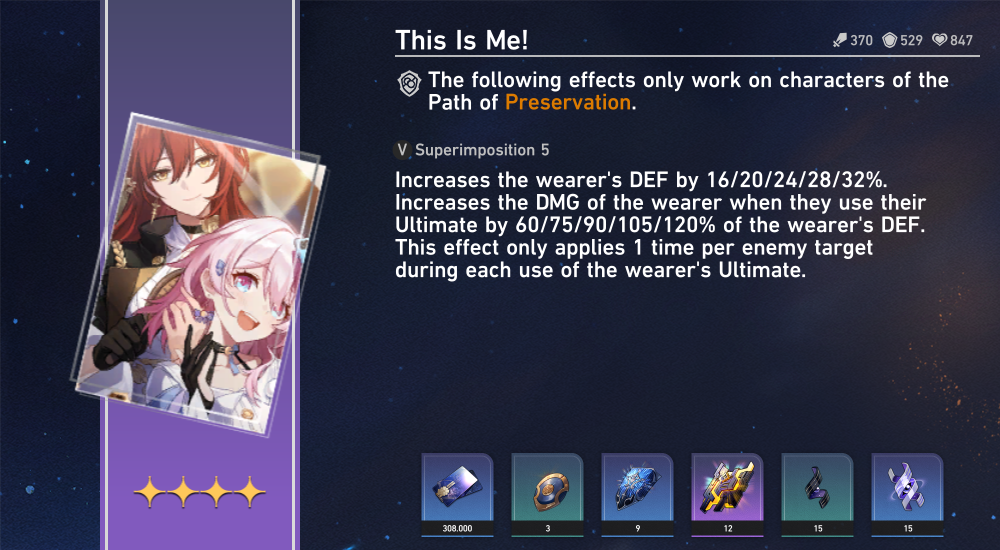 This Is Me!
370 529 847
The following effects only work on characters of the
Path of Preservation.
V Superimposition 5
Increases the wearer's DEF by 16/20/24/28/32%.
Increases the DMG of the wearer when they use their
Ultimate by 60/75/90/105/120% of the wearer's DEF.
This effect only applies 1 time per enemy target
during each use of the wearer's Ultimate.
308.000 3 9 12 15 15